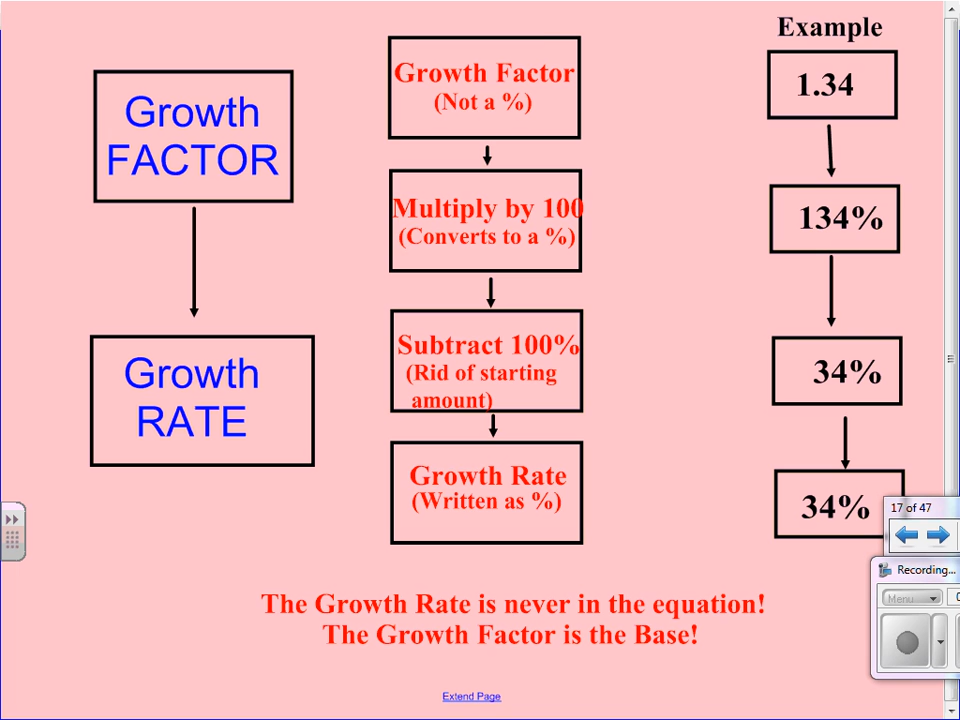 Growth
FACTOR
Growth
RATE
Growth Factor
(Not a %)
Multiply by 100
(Converts to a %)
Subtract 100%
(Rid of starting
amount)
Growth Rate
(Written as %)
Example
1.34
134%
34%
34%
The Growth Rate is never in the equation!
The Growth Factor is the Base!
Extend Page
17 of 47
Recording...
Menu